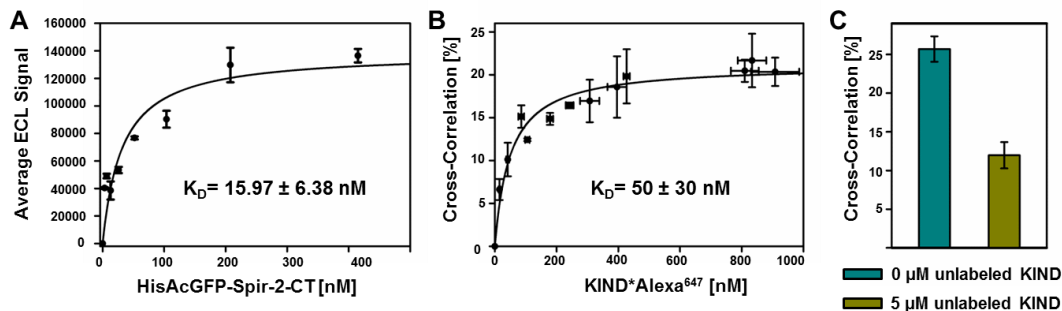 A
160000
140000
120000
100000
80000
60000
40000
20000
0
Average ECL Signal
K_D= 15.97 ± 6.38 nM
0 100 200 300 400
HisAcGFP-Spir-2-CT [nM]
B
25
20
15
10
5
0
Cross-Correlation [%]
K_D= 50 ± 30 nM
0 200 400 600 800 1000
KIND*Alexa⁶⁴⁷ [nM]
C
25
20
15
10
5
Cross-Correlation [%]
0 µM unlabeled KIND
5 µM unlabeled KIND